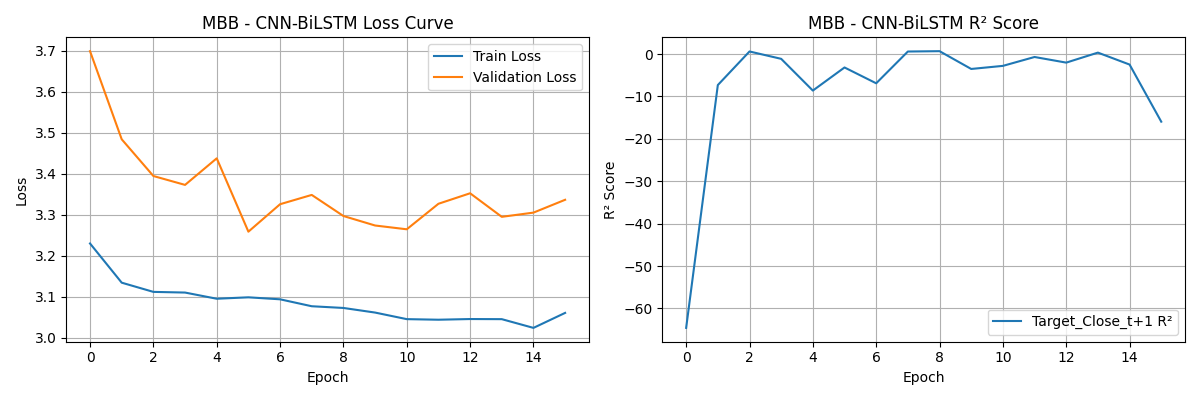 MBB - CNN-BiLSTM Loss Curve
Train Loss
Validation Loss
3.7
3.6
3.5
3.4
3.3
3.2
3.1
3.0
Loss
0 2 4 6 8 10 12 14
Epoch
MBB - CNN-BiLSTM R² Score
0
−10
−20
−30
−40
−50
−60
R² Score
Target_Close_t+1 R²
0 2 4 6 8 10 12 14
Epoch